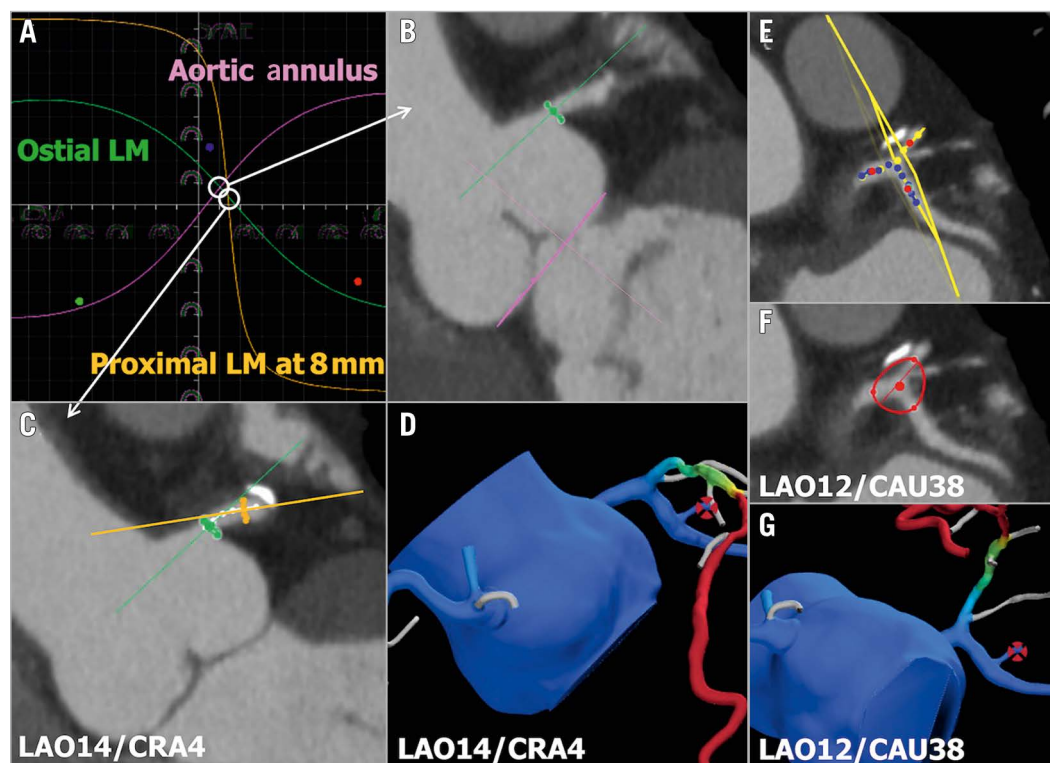 A
Aortic annulus
Ostial LM
Proximal LM at 8 mm
B
C
LAO14/CRA4
D
LAO14/CRA4
E
F
LAO12/CAU38
G
LAO12/CAU38